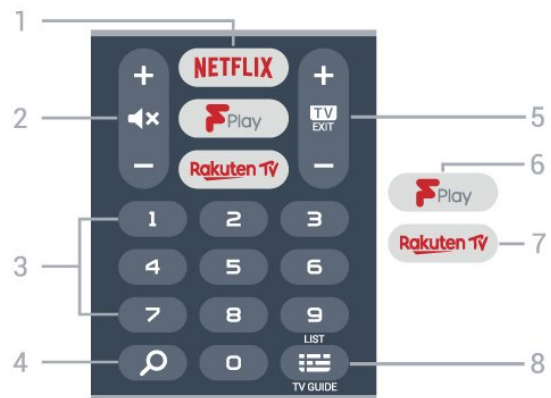 1
NETFLIX
+
+
2
F Play
TV
EXIT
5
−
Rakuten TV
−
6
F Play
1
2
3
Rakuten TV
7
3
4
5
6
7
8
9
LIST
4
0
TV GUIDE
8